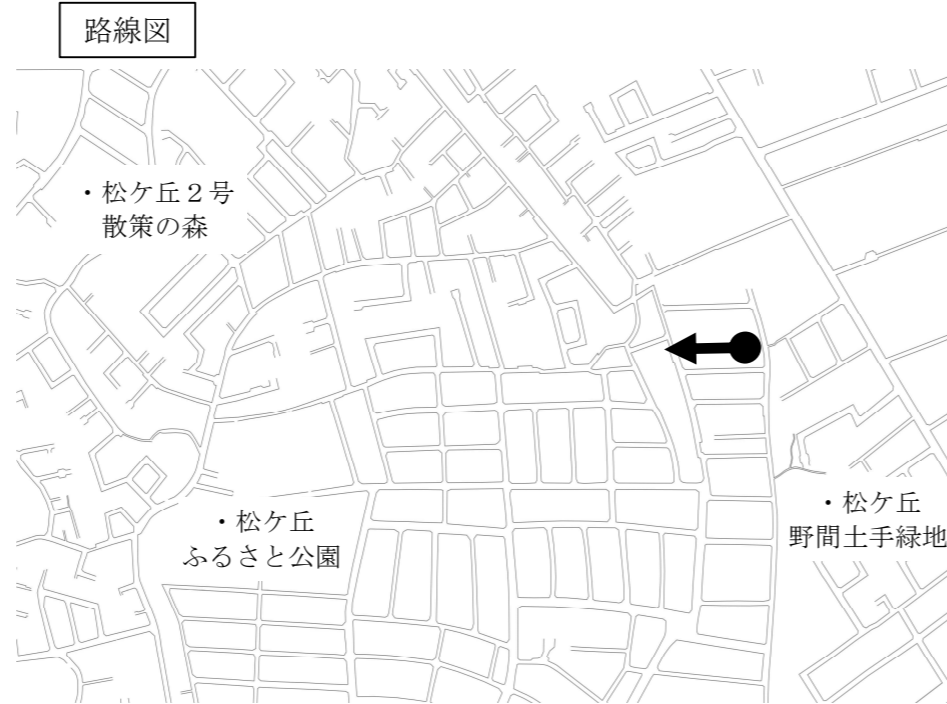 路線図
・松ケ丘２号
散策の森
・松ケ丘
ふるさと公園
・松ケ丘
野間土手緑地